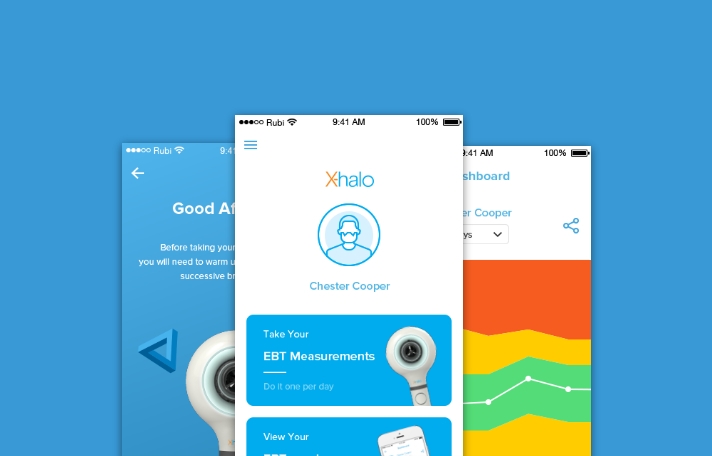 Rubi 9:41
Good Af
Before taking your
you will need to warm u
successive br
Rubi 9:41 AM 100%
X-halo
Chester Cooper
Take Your
EBT Measurements
Do it one per day
View Your
9:41 AM 100%
shboard
er Cooper
ys